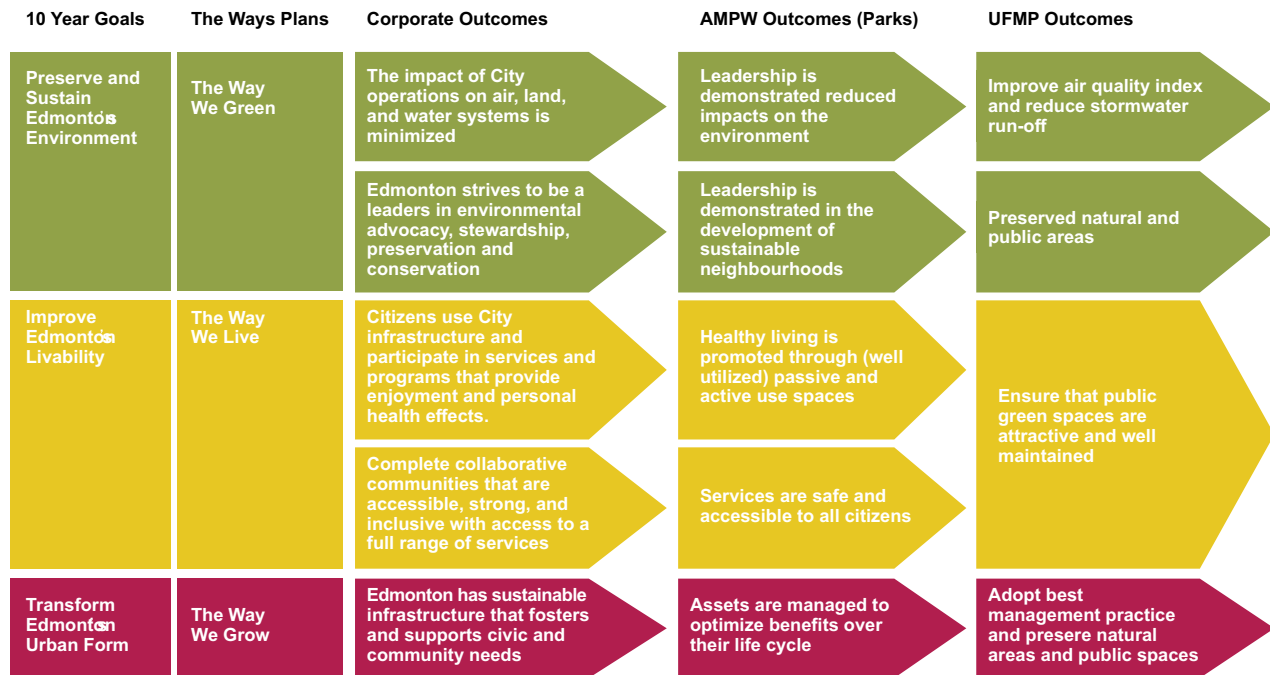 10 Year Goals
The Ways Plans
Corporate Outcomes
AMPW Outcomes (Parks)
UFMP Outcomes
Preserve and
Sustain
Edmonton's
Environment
The Way
We Green
The impact of City
operations on air, land,
and water systems is
minimized
Leadership is
demonstrated reduced
impacts on the
environment
Improve air quality index
and reduce stormwater
run-off
Edmonton strives to be a
leaders in environmental
advocacy, stewardship,
preservation and
conservation
Leadership is
demonstrated in the
development of
sustainable
neighbourhoods
Preserved natural and
public areas
Improve
Edmonton's
Livability
The Way
We Live
Citizens use City
infrastructure and
participate in services and
programs that provide
enjoyment and personal
health effects.
Healthy living is
promoted through (well
utilized) passive and
active use spaces
Ensure that public
green spaces are
attractive and well
maintained
Complete collaborative
communities that are
accessible, strong, and
inclusive with access to a
full range of services
Services are safe and
accessible to all citizens
Transform
Edmonton's
Urban Form
The Way
We Grow
Edmonton has sustainable
infrastructure that fosters
and supports civic and
community needs
Assets are managed to
optimize benefits over
their life cycle
Adopt best
management practice
and presere natural
areas and public spaces